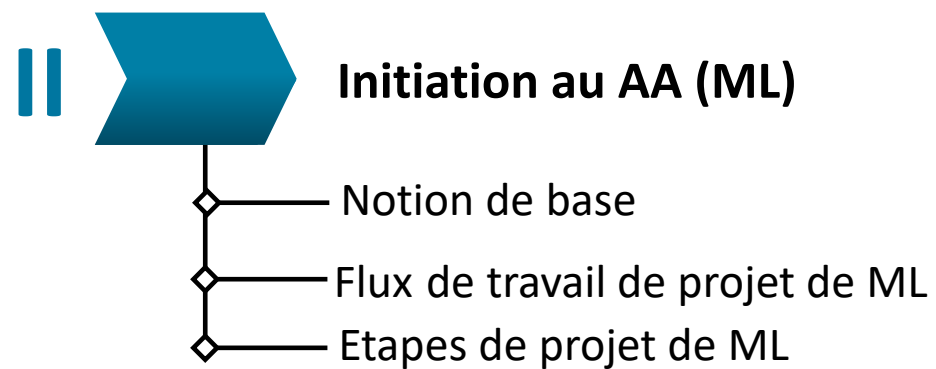 II
Initiation au AA (ML)
Notion de base
Flux de travail de projet de ML
Etapes de projet de ML